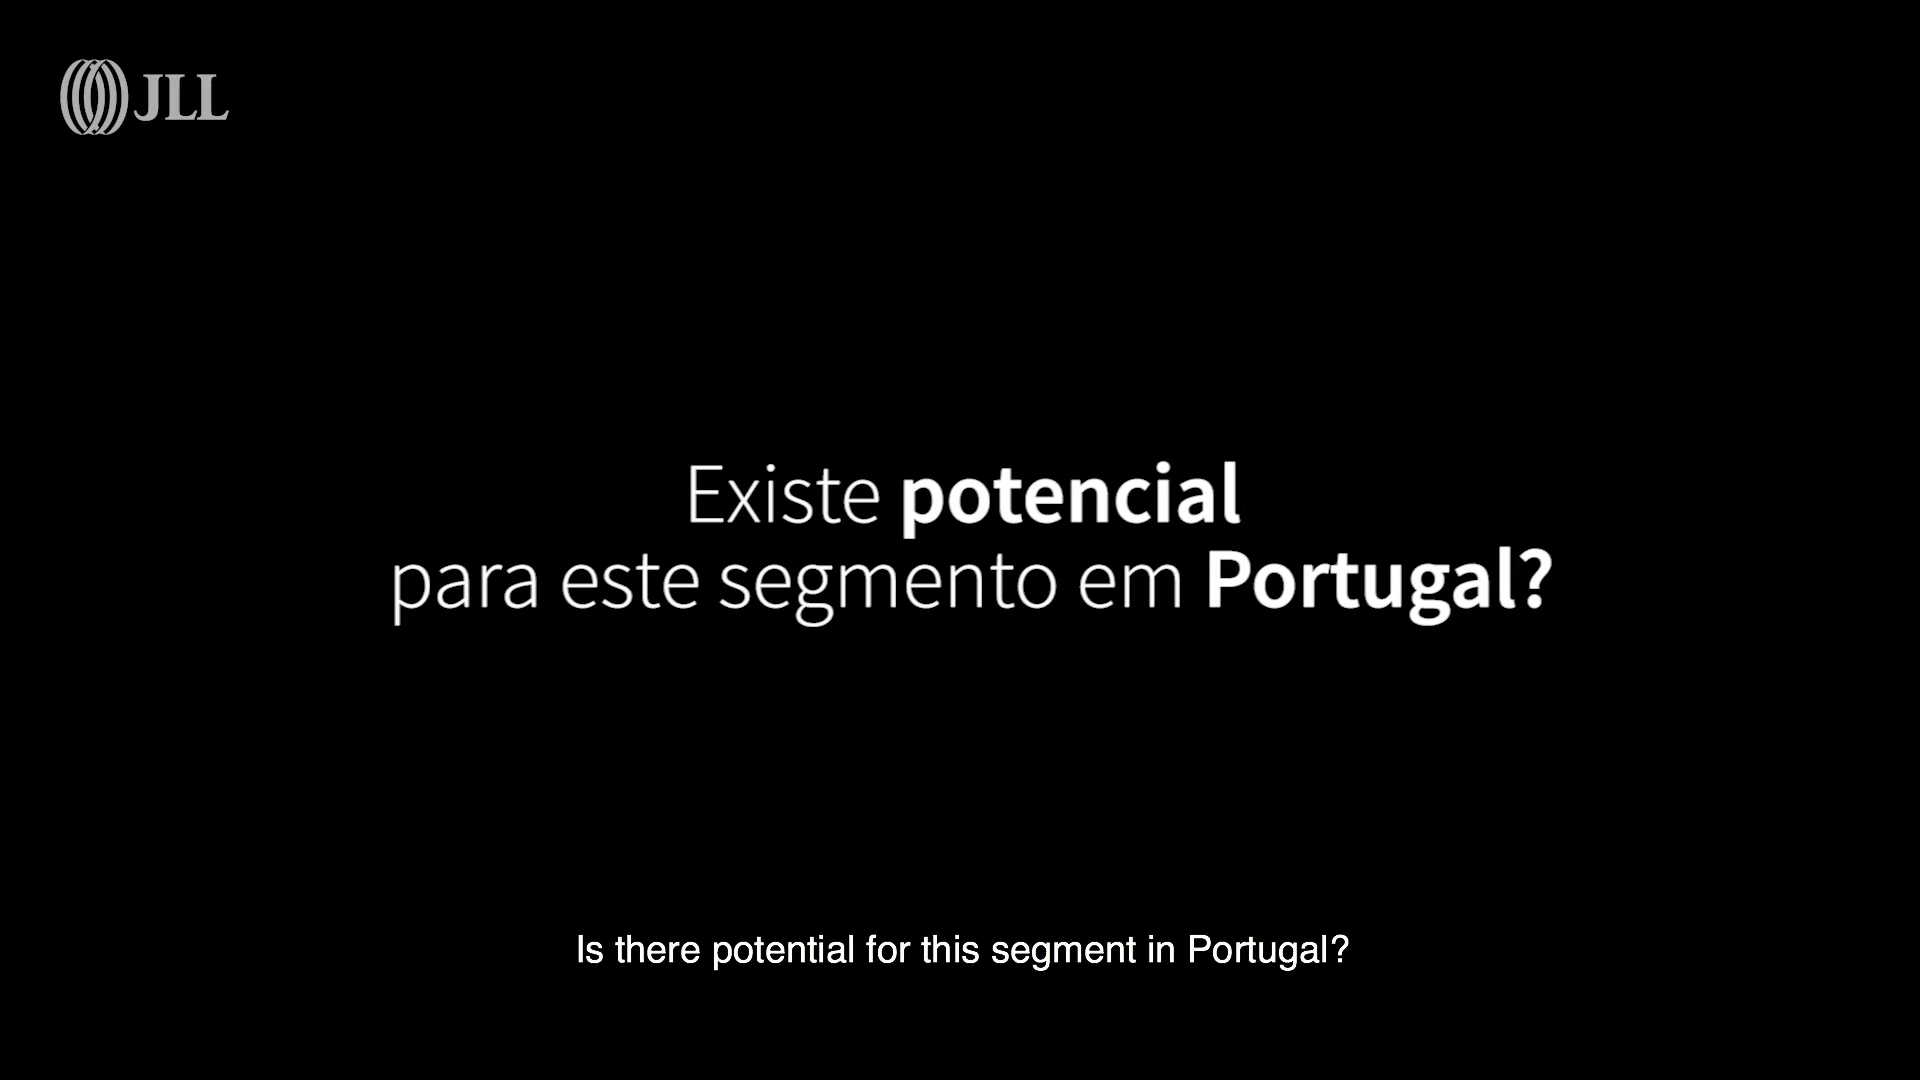 JLL
Existe potencial
para este segmento em Portugal?
Is there potential for this segment in Portugal?